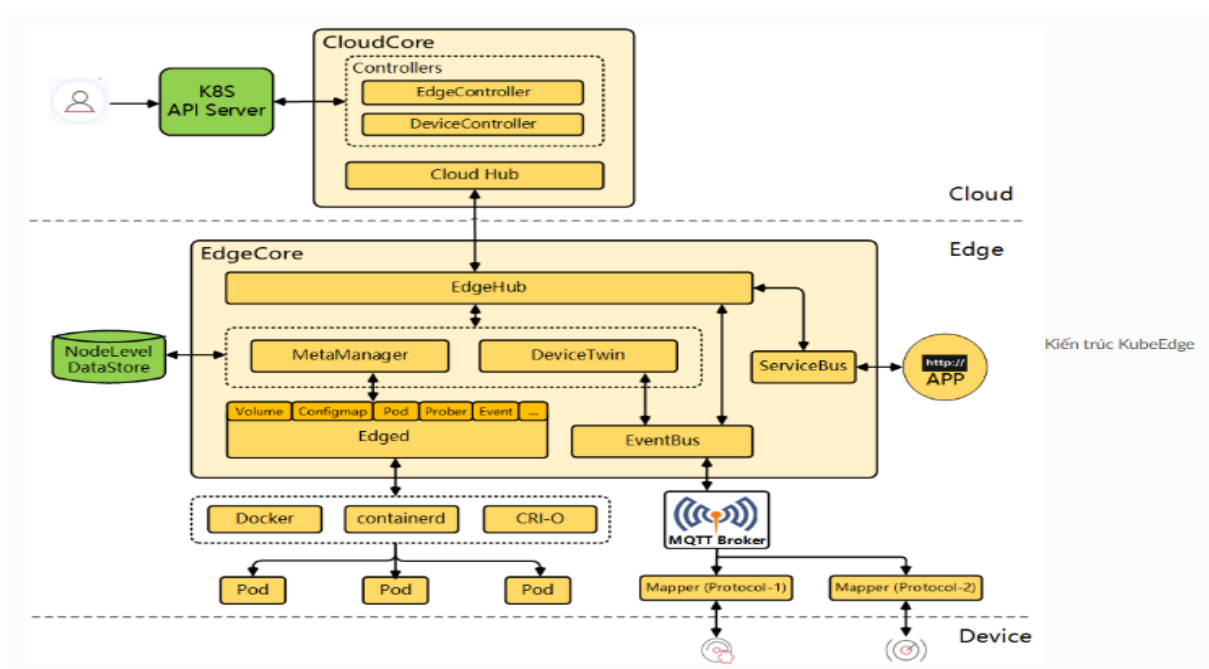 CloudCore
Controllers
K8S
API Server
EdgeController
DeviceController
Cloud Hub
Cloud
EdgeCore
Edge
EdgeHub
NodeLevel
DataStore
MetaManager
DeviceTwin
ServiceBus
http://
APP
Kiến trúc KubeEdge
Volume Configmap Pod Prober Event ...
Edged
EventBus
Docker
containerd
CRI-O
MQTT Broker
Pod
Pod
Pod
Mapper (Protocol-1)
Mapper (Protocol-2)
Device